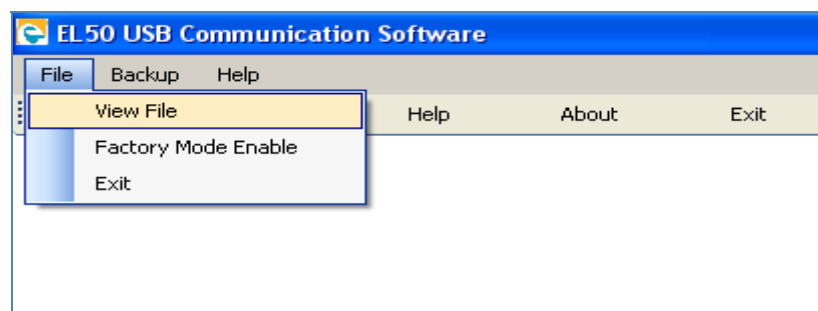 EL50 USB Communication Software
File Backup Help
View File Help About Exit
Factory Mode Enable
Exit